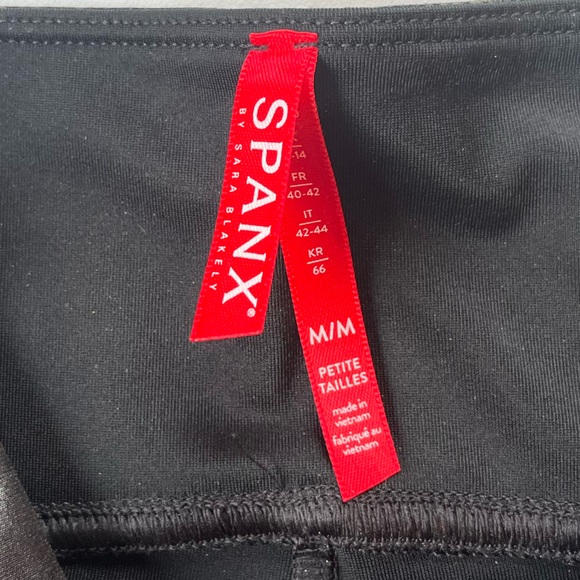 SPANX®
BY SARA BLAKELY
-14
FR
40-42
IT
42-44
KR
66
M/M
PETITE
TAILLES
made in
vietnam
fabriqué au
vietnam